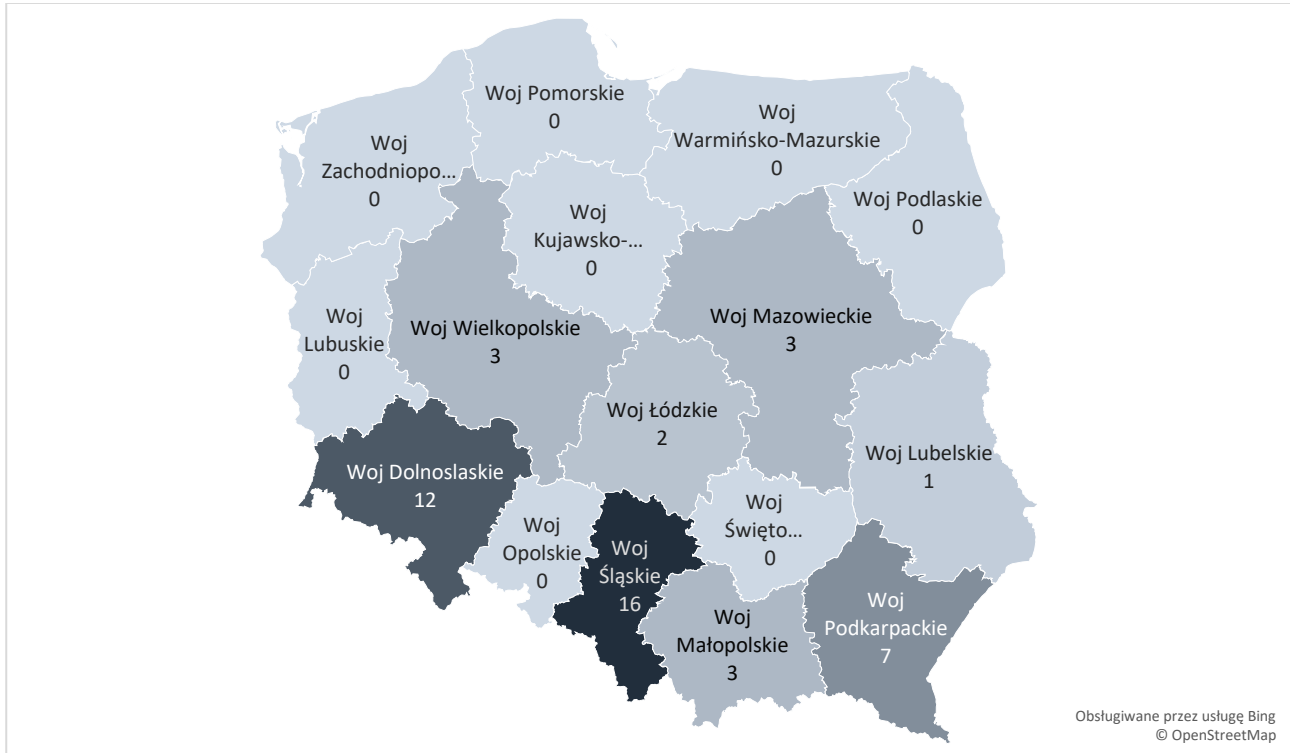 Woj Pomorskie
0
Woj
Warmińsko-Mazurskie
0
Woj
Zachodniopo...
0
Woj Podlaskie
0
Woj
Kujawsko-...
0
Woj
Lubuskie
0
Woj Wielkopolskie
3
Woj Mazowieckie
3
Woj Łódzkie
2
Woj Lubelskie
1
Woj Dolnoslaskie
12
Woj
Opolskie
0
Woj
Śląskie
16
Woj
Święto...
0
Woj
Małopolskie
3
Woj
Podkarpackie
7
Obsługiwane przez usługę Bing
© OpenStreetMap